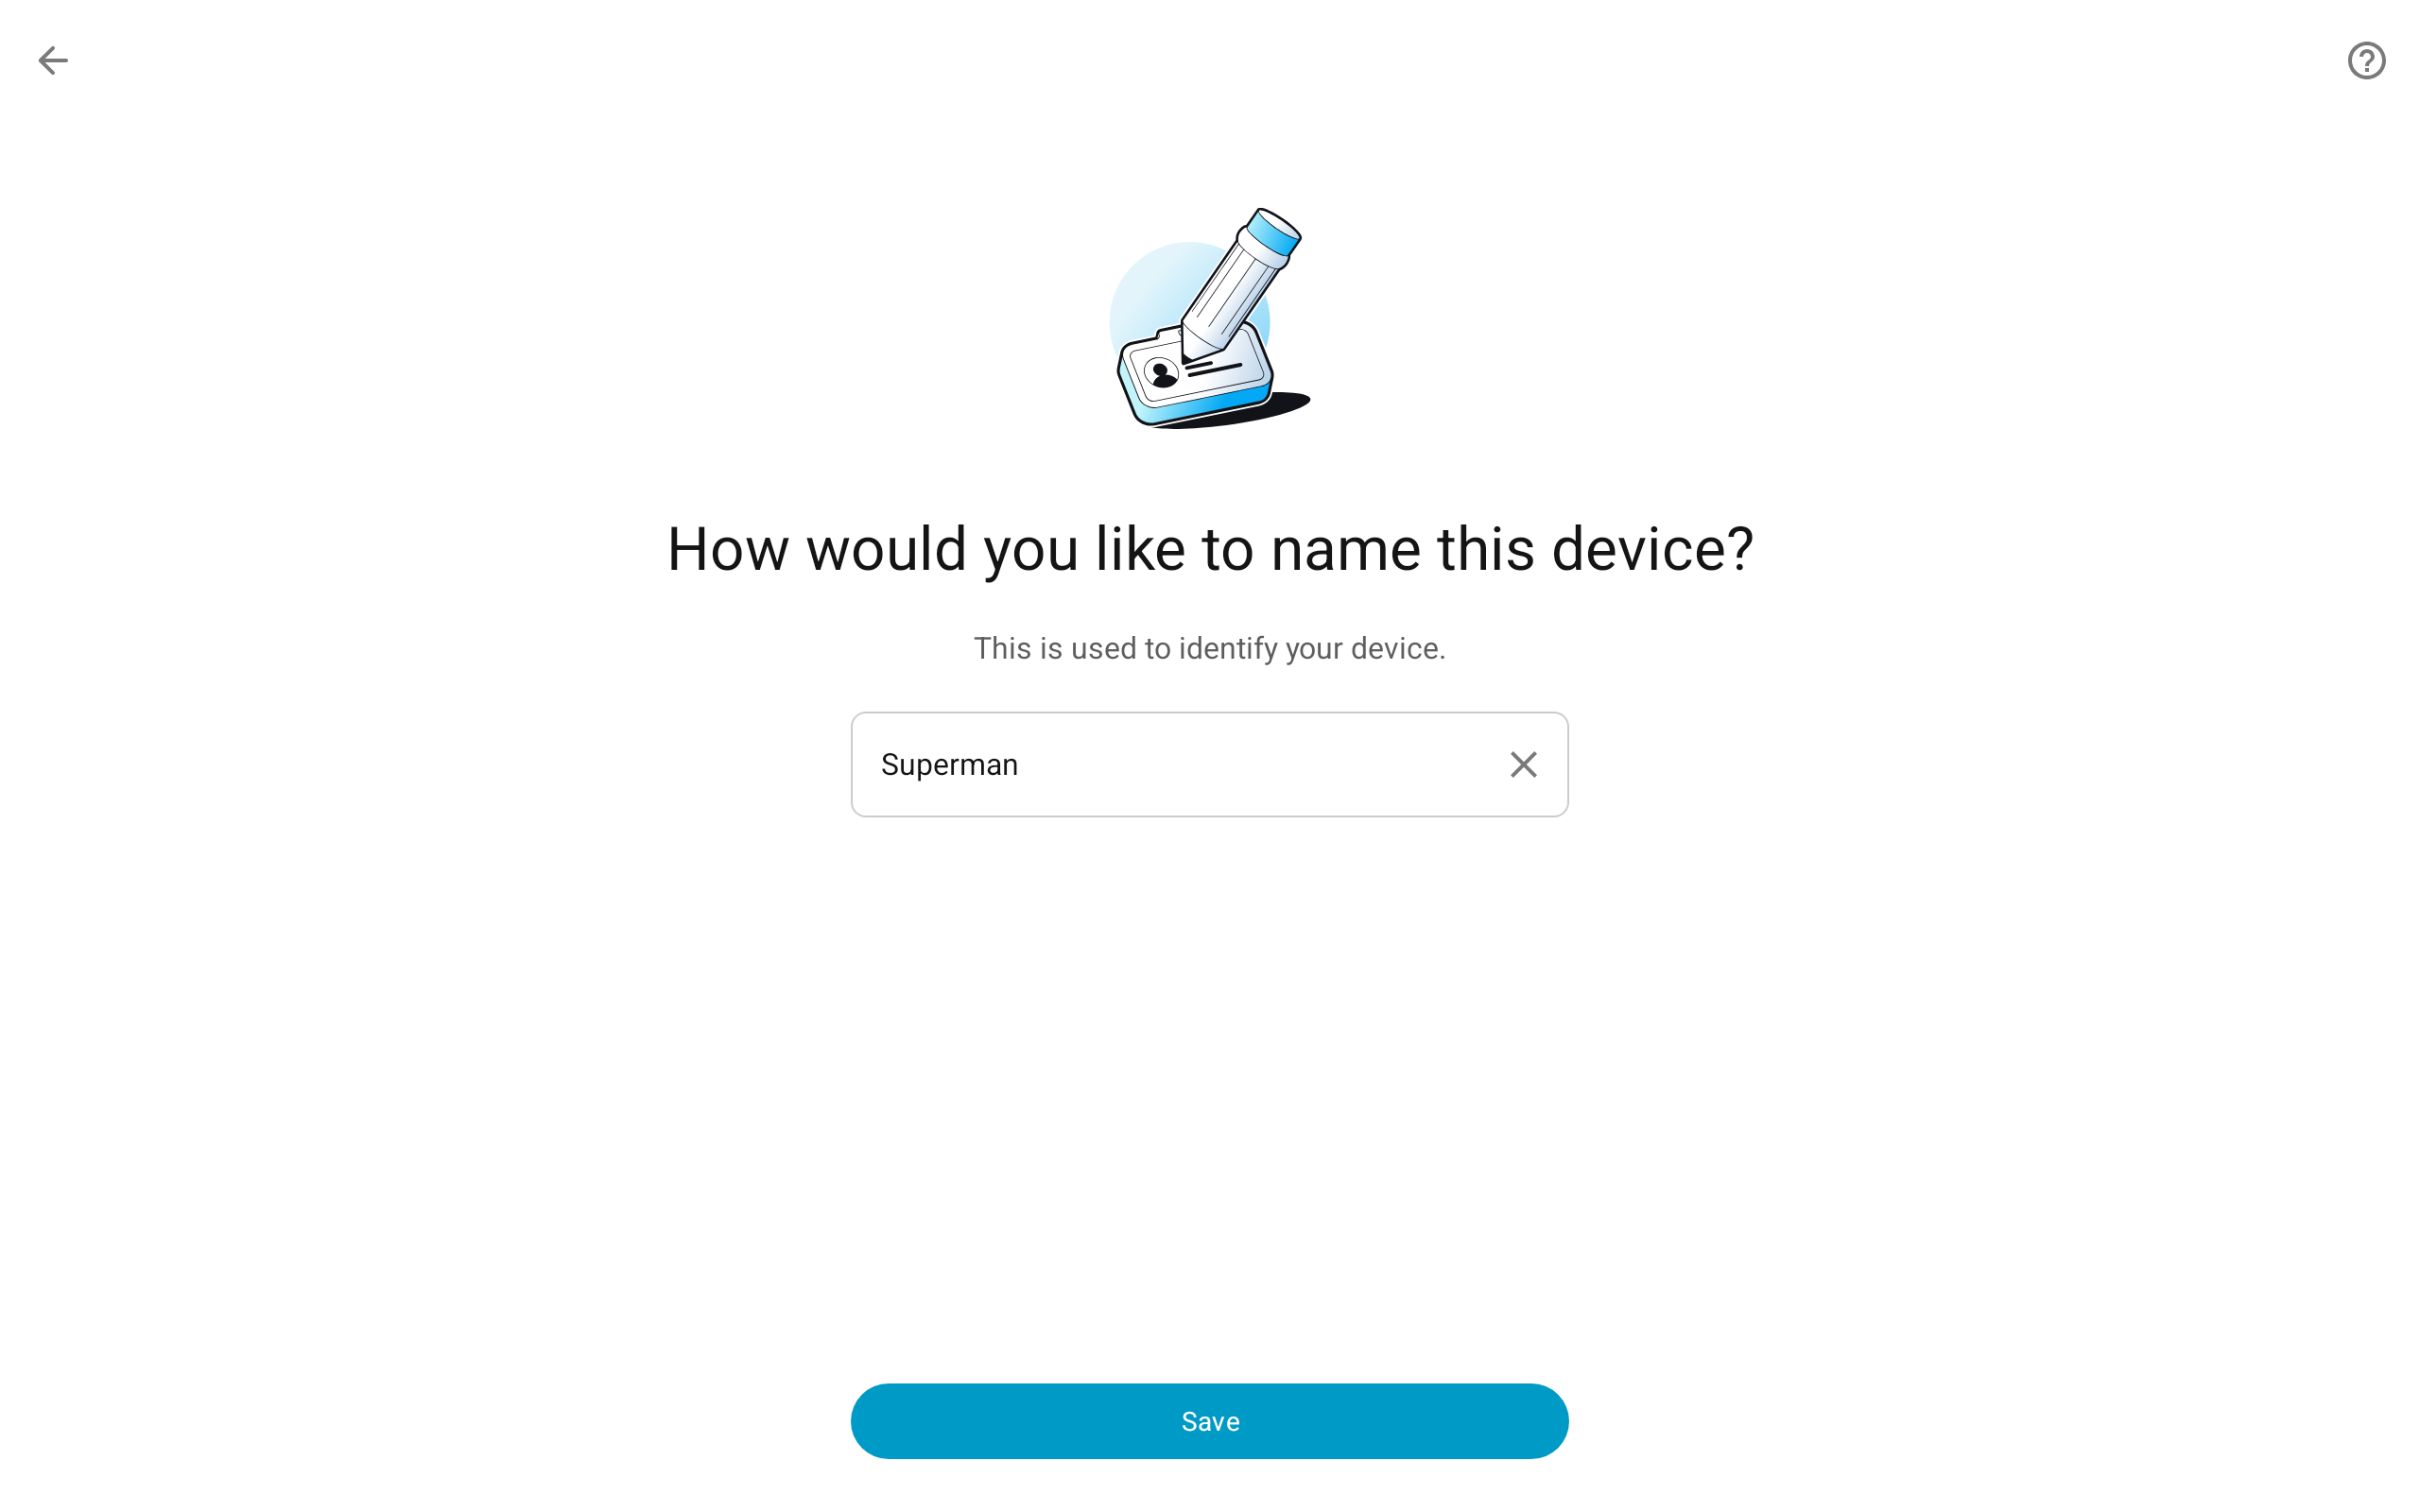 How would you like to name this device?
This is used to identify your device.
Superman
Save